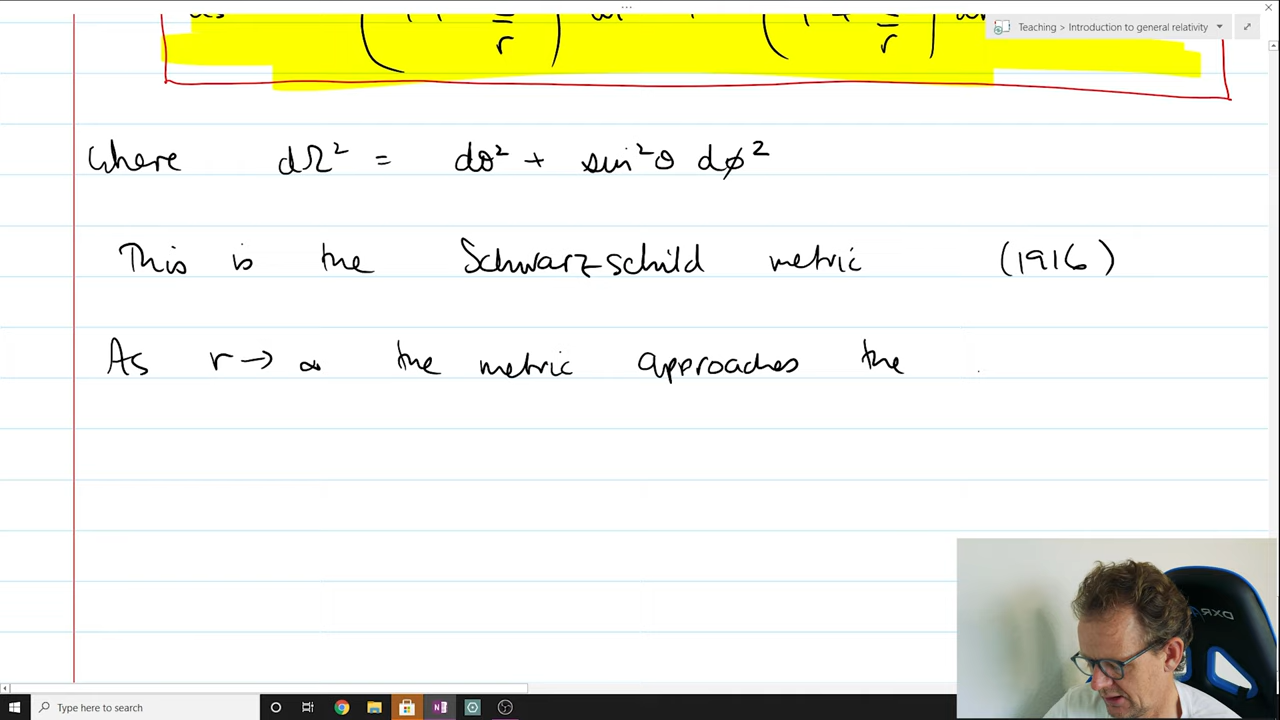 Teaching > Introduction to general relativity
r r
where dΩ² = dθ² + sin²θ dϕ²
This is the Schwarzschild metric (1916)
As r → ∞ the metric approaches the
DXR
Type here to search